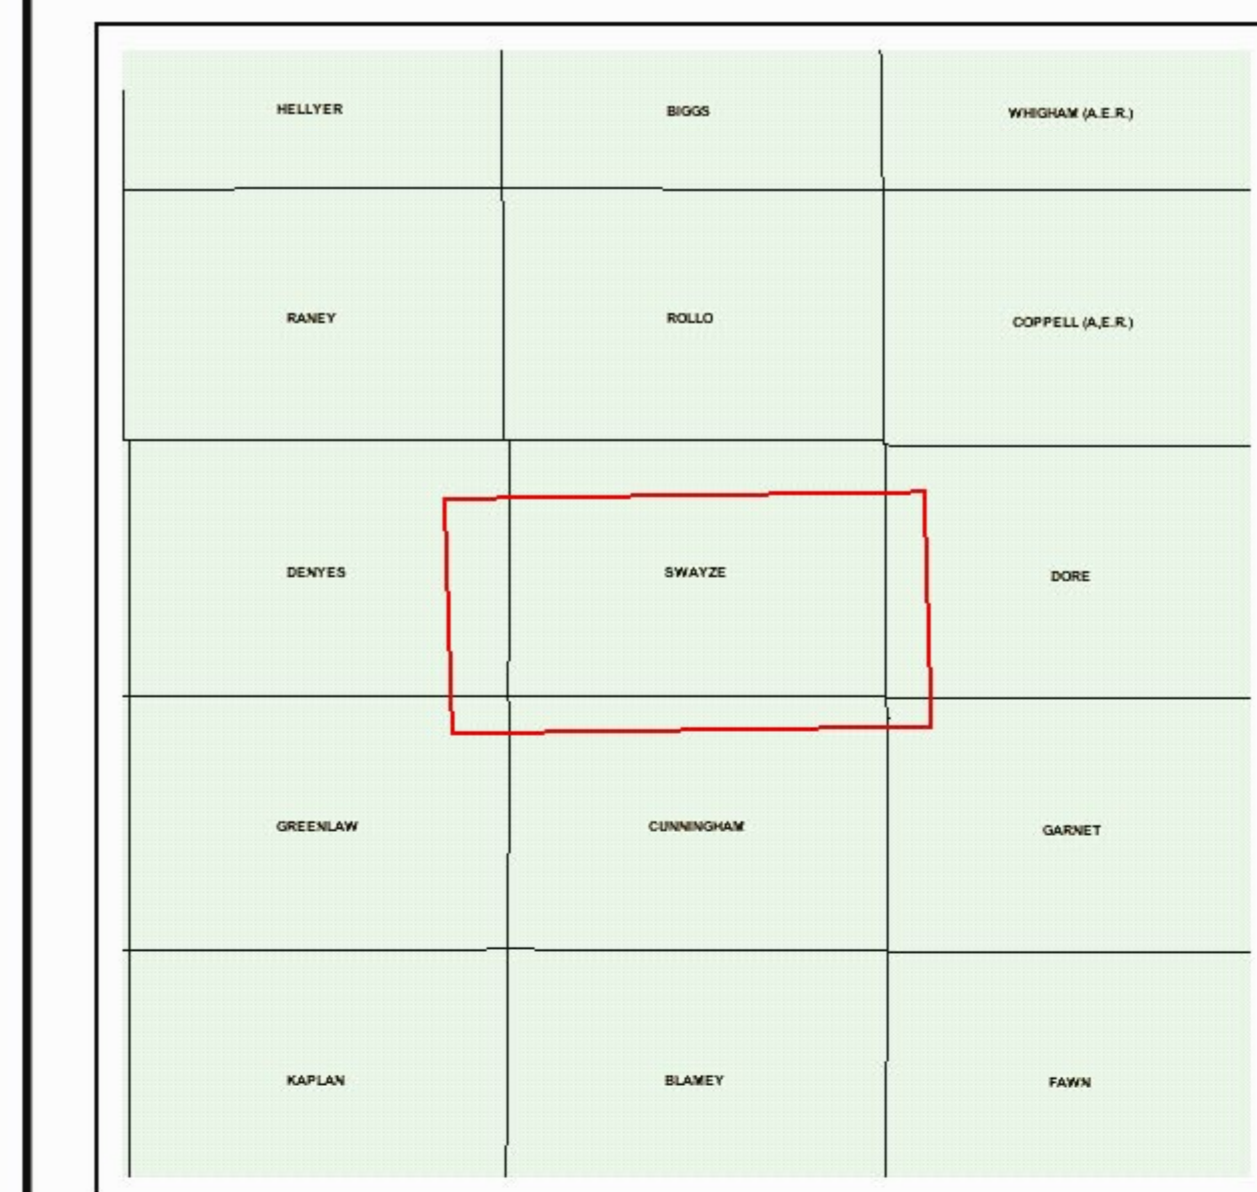 HELLYER
BIGGS
WHIGHAM (A.E.R.)
RANEY
ROLLO
COPPELL (A.E.R.)
DENYES
SWAYZE
DORE
GREENLAW
CUNNINGHAM
GARNET
KAPLAN
BLAMEY
FAWN